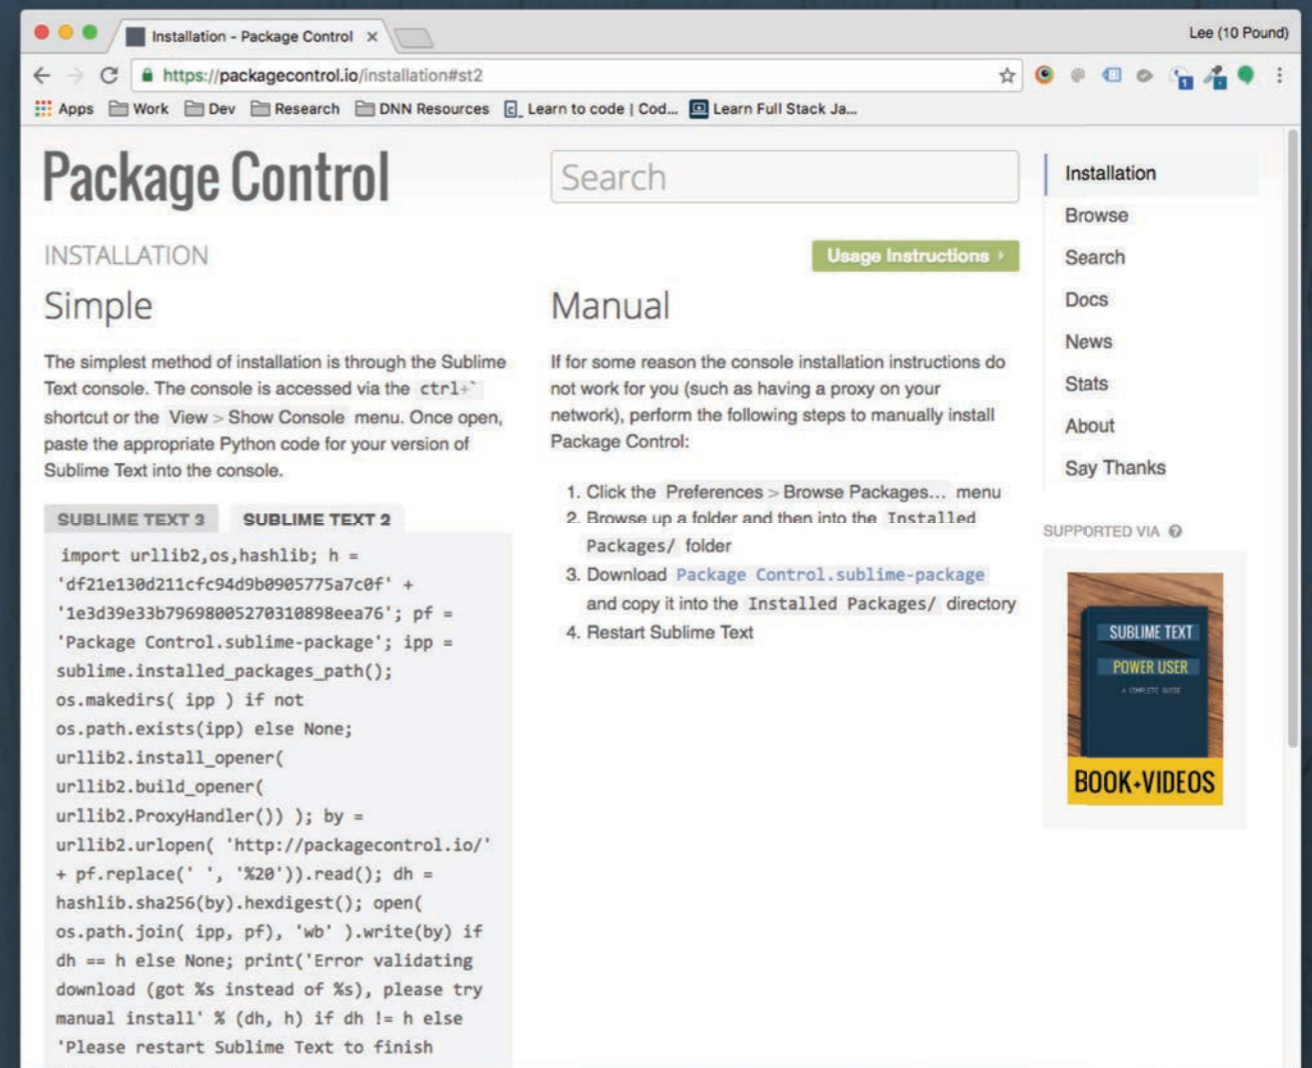 Installation - Package Control
Lee (10 Pound)
https://packagecontrol.io/installation#st2
Apps Work Dev Research DNN Resources Learn to code | Cod... Learn Full Stack Ja...
Package Control
Search
INSTALLATION
Usage Instructions
Simple
The simplest method of installation is through the Sublime
Text console. The console is accessed via the ctrl+`
shortcut or the View > Show Console menu. Once open,
paste the appropriate Python code for your version of
Sublime Text into the console.
SUBLIME TEXT 3 SUBLIME TEXT 2
import urllib2,os,hashlib; h =
'df21e130d211cfc94d9b0905775a7c0f' +
'1e3d39e33b79698005270310898eea76'; pf =
'Package Control.sublime-package'; ipp =
sublime.installed_packages_path();
os.makedirs( ipp ) if not
os.path.exists(ipp) else None;
urllib2.install_opener(
urllib2.build_opener(
urllib2.ProxyHandler()) ); by =
urllib2.urlopen( 'http://packagecontrol.io/'
+ pf.replace(' ', '%20')).read(); dh =
hashlib.sha256(by).hexdigest(); open(
os.path.join( ipp, pf), 'wb' ).write(by) if
dh == h else None; print('Error validating
download (got %s instead of %s), please try
manual install' % (dh, h) if dh != h else
'Please restart Sublime Text to finish
Manual
If for some reason the console installation instructions do
not work for you (such as having a proxy on your
network), perform the following steps to manually install
Package Control:
1. Click the Preferences > Browse Packages... menu
2. Browse up a folder and then into the Installed
Packages/ folder
3. Download Package Control.sublime-package
and copy it into the Installed Packages/ directory
4. Restart Sublime Text
Installation
Browse
Search
Docs
News
Stats
About
Say Thanks
SUPPORTED VIA
SUBLIME TEXT
POWER USER
A COMPLETE GUIDE
BOOK+VIDEOS